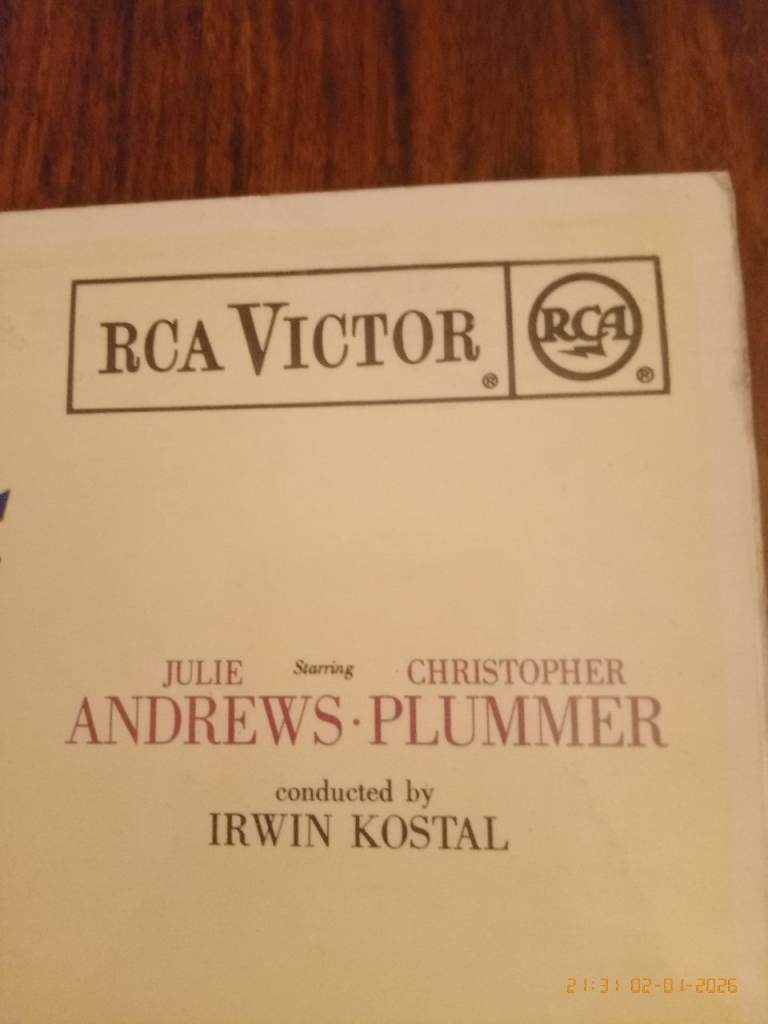 RCA VICTOR ® RCA ®
JULIE Starring CHRISTOPHER
ANDREWS · PLUMMER
conducted by
IRWIN KOSTAL
21:31 02-01-2026